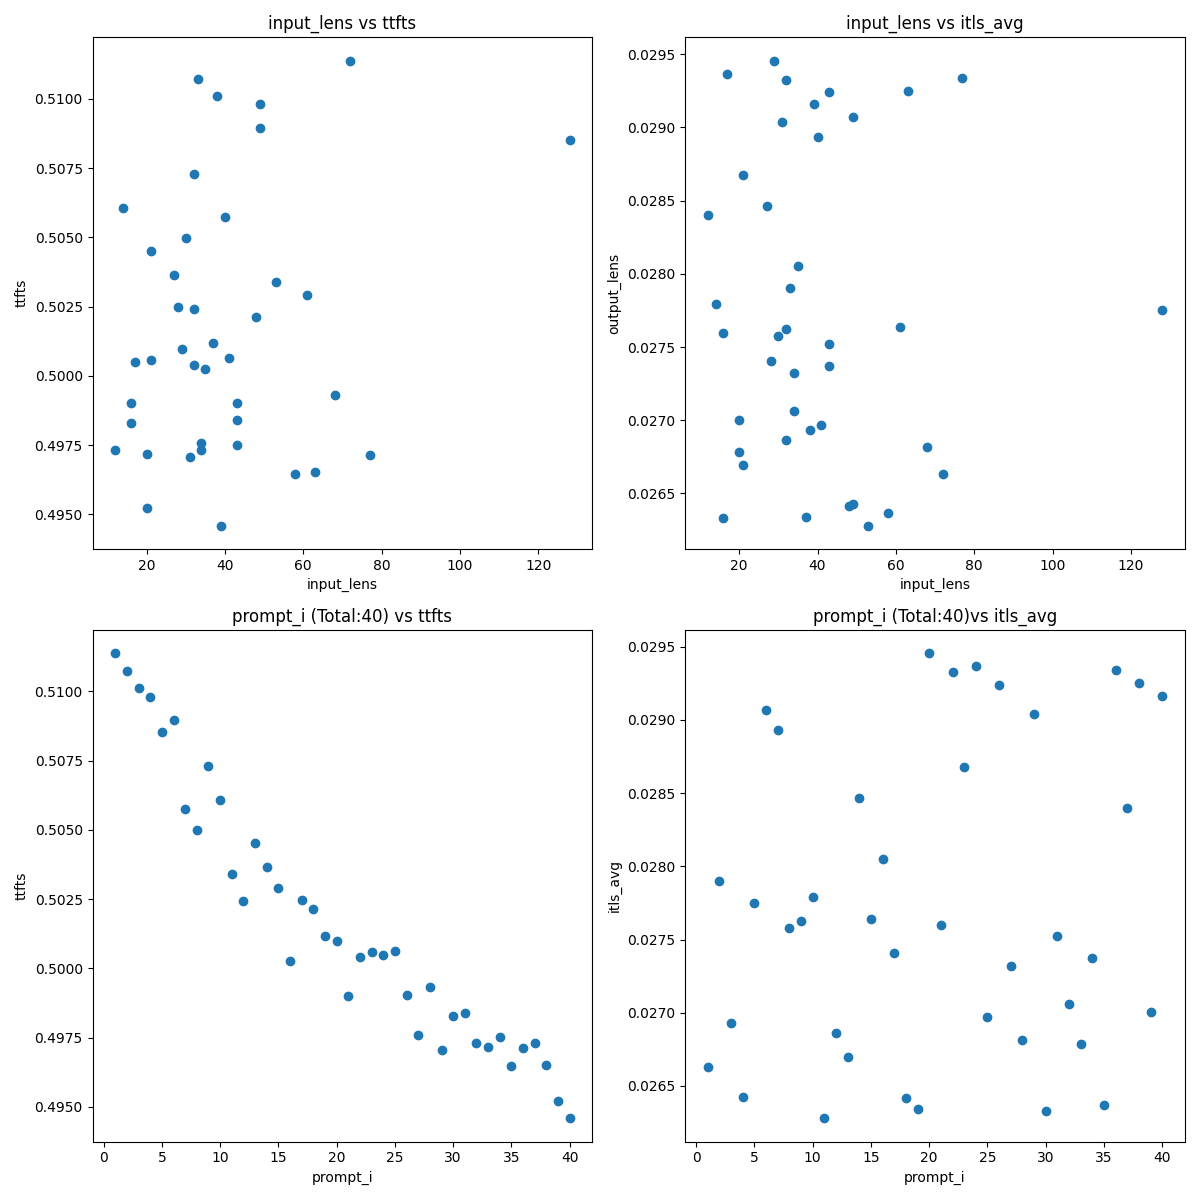 input_lens vs ttfts
ttfts
0.5100
0.5075
0.5050
0.5025
0.5000
0.4975
0.4950
20 40 60 80 100 120
input_lens
input_lens vs itls_avg
output_lens
0.0295
0.0290
0.0285
0.0280
0.0275
0.0270
0.0265
20 40 60 80 100 120
input_lens
prompt_i (Total:40) vs ttfts
ttfts
0.5100
0.5075
0.5050
0.5025
0.5000
0.4975
0.4950
0 5 10 15 20 25 30 35 40
prompt_i
prompt_i (Total:40)vs itls_avg
itls_avg
0.0295
0.0290
0.0285
0.0280
0.0275
0.0270
0.0265
0 5 10 15 20 25 30 35 40
prompt_i